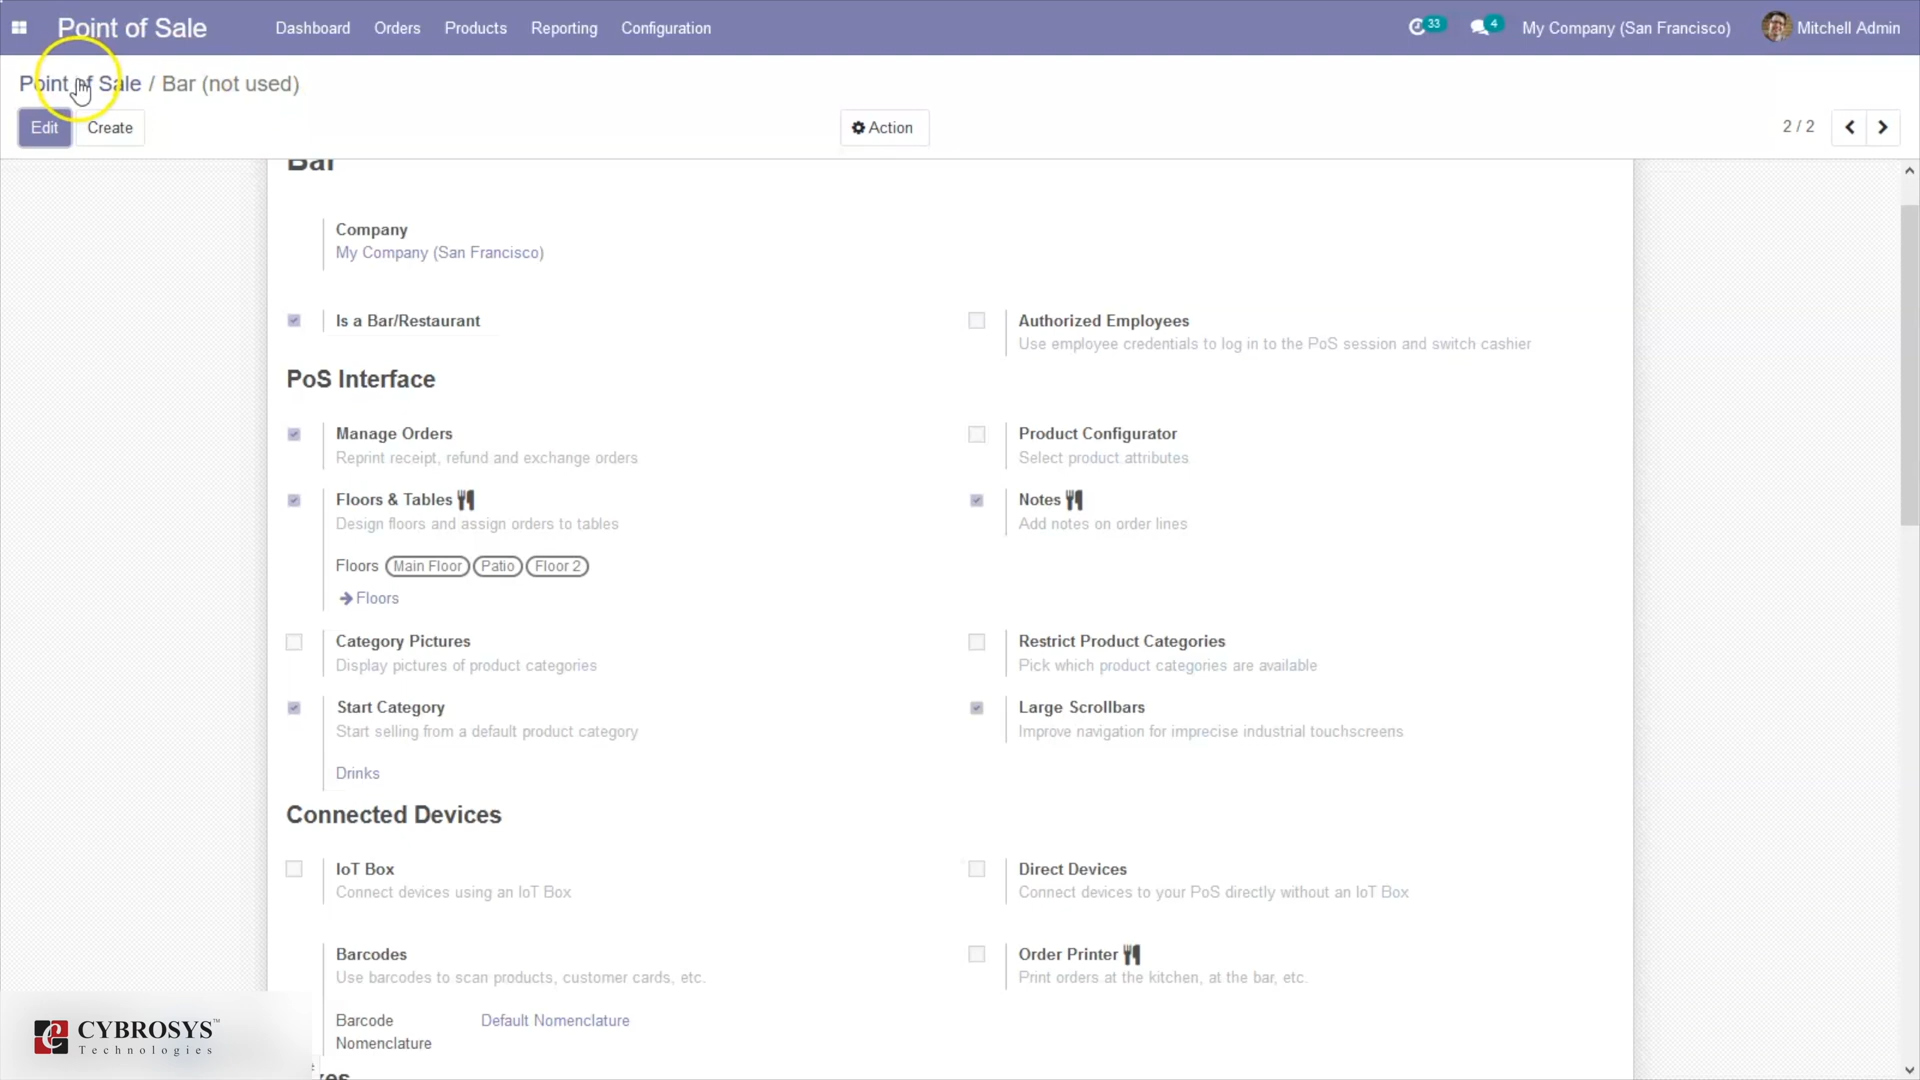 Point of Sale Dashboard Orders Products Reporting Configuration 33 4 My Company (San Francisco) Mitchell Admin
Point of Sale / Bar (not used)
Edit Create Action 2 / 2
Bar
Company
My Company (San Francisco)
Is a Bar/Restaurant
Authorized Employees
Use employee credentials to log in to the PoS session and switch cashier
PoS Interface
Manage Orders
Reprint receipt, refund and exchange orders
Product Configurator
Select product attributes
Floors & Tables
Design floors and assign orders to tables
Floors Main Floor Patio Floor 2
Floors
Notes
Add notes on order lines
Category Pictures
Display pictures of product categories
Restrict Product Categories
Pick which product categories are available
Start Category
Start selling from a default product category
Drinks
Large Scrollbars
Improve navigation for imprecise industrial touchscreens
Connected Devices
IoT Box
Connect devices using an IoT Box
Direct Devices
Connect devices to your PoS directly without an IoT Box
Barcodes
Use barcodes to scan products, customer cards, etc.
Barcode Default Nomenclature
Nomenclature
Order Printer
Print orders at the kitchen, at the bar, etc.
CYBROSYS™
Technologies